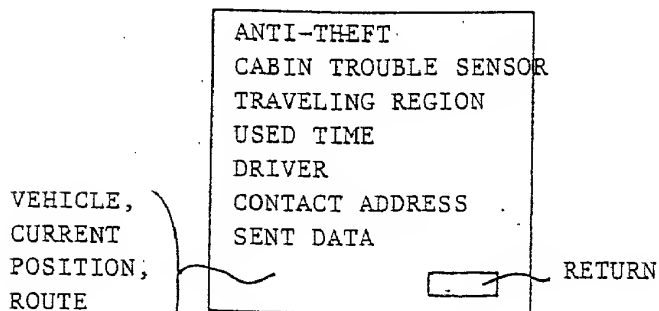 ANTI-THEFT
CABIN TROUBLE SENSOR
TRAVELING REGION
USED TIME
DRIVER
CONTACT ADDRESS
SENT DATA
VEHICLE,
CURRENT
POSITION,
ROUTE
RETURN